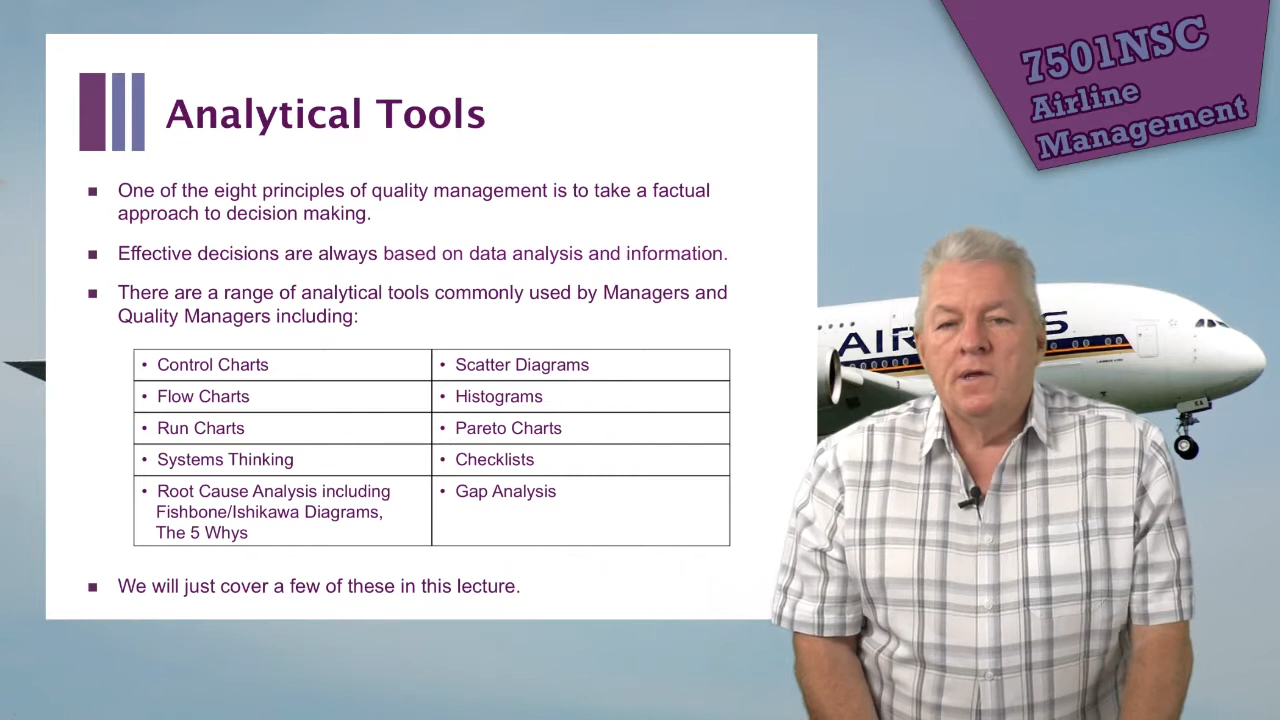 7501NSC
Airline
Management
Analytical Tools
▪ One of the eight principles of quality management is to take a factual
approach to decision making.
▪ Effective decisions are always based on data analysis and information.
▪ There are a range of analytical tools commonly used by Managers and
Quality Managers including:
• Control Charts
• Scatter Diagrams
• Flow Charts
• Histograms
• Run Charts
• Pareto Charts
• Systems Thinking
• Checklists
• Root Cause Analysis including
Fishbone/Ishikawa Diagrams,
The 5 Whys
• Gap Analysis
▪ We will just cover a few of these in this lecture.
AIR
S
KA